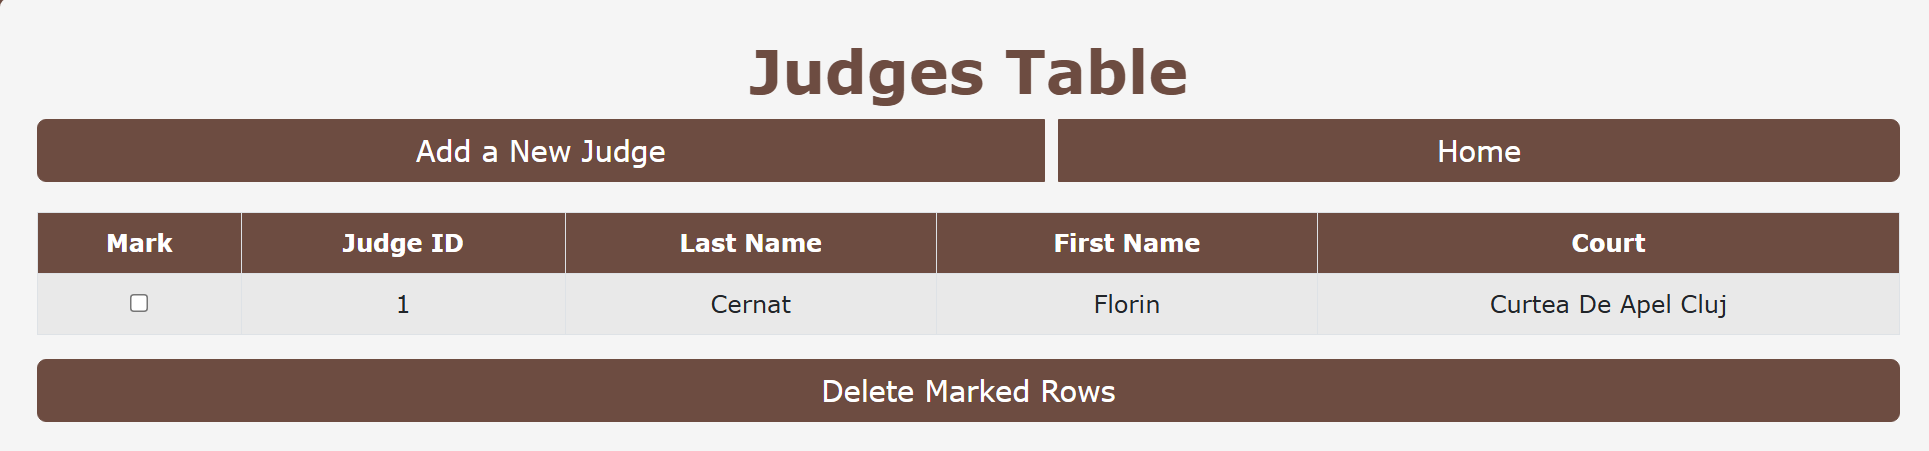 Judges Table
Add a New Judge Home
Mark Judge ID Last Name First Name Court
1 Cernat Florin Curtea De Apel Cluj
Delete Marked Rows